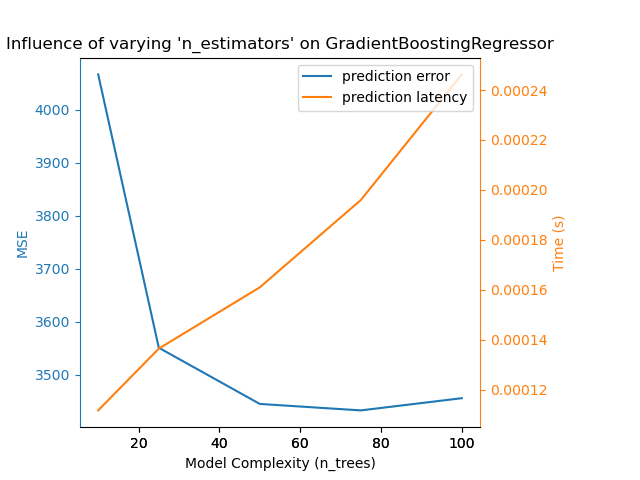 Influence of varying 'n_estimators' on GradientBoostingRegressor
prediction error
prediction latency
MSE
4000
3900
3800
3700
3600
3500
0.00024
0.00022
0.00020
0.00018
0.00016
0.00014
0.00012
Time (s)
20 40 60 80 100
Model Complexity (n_trees)